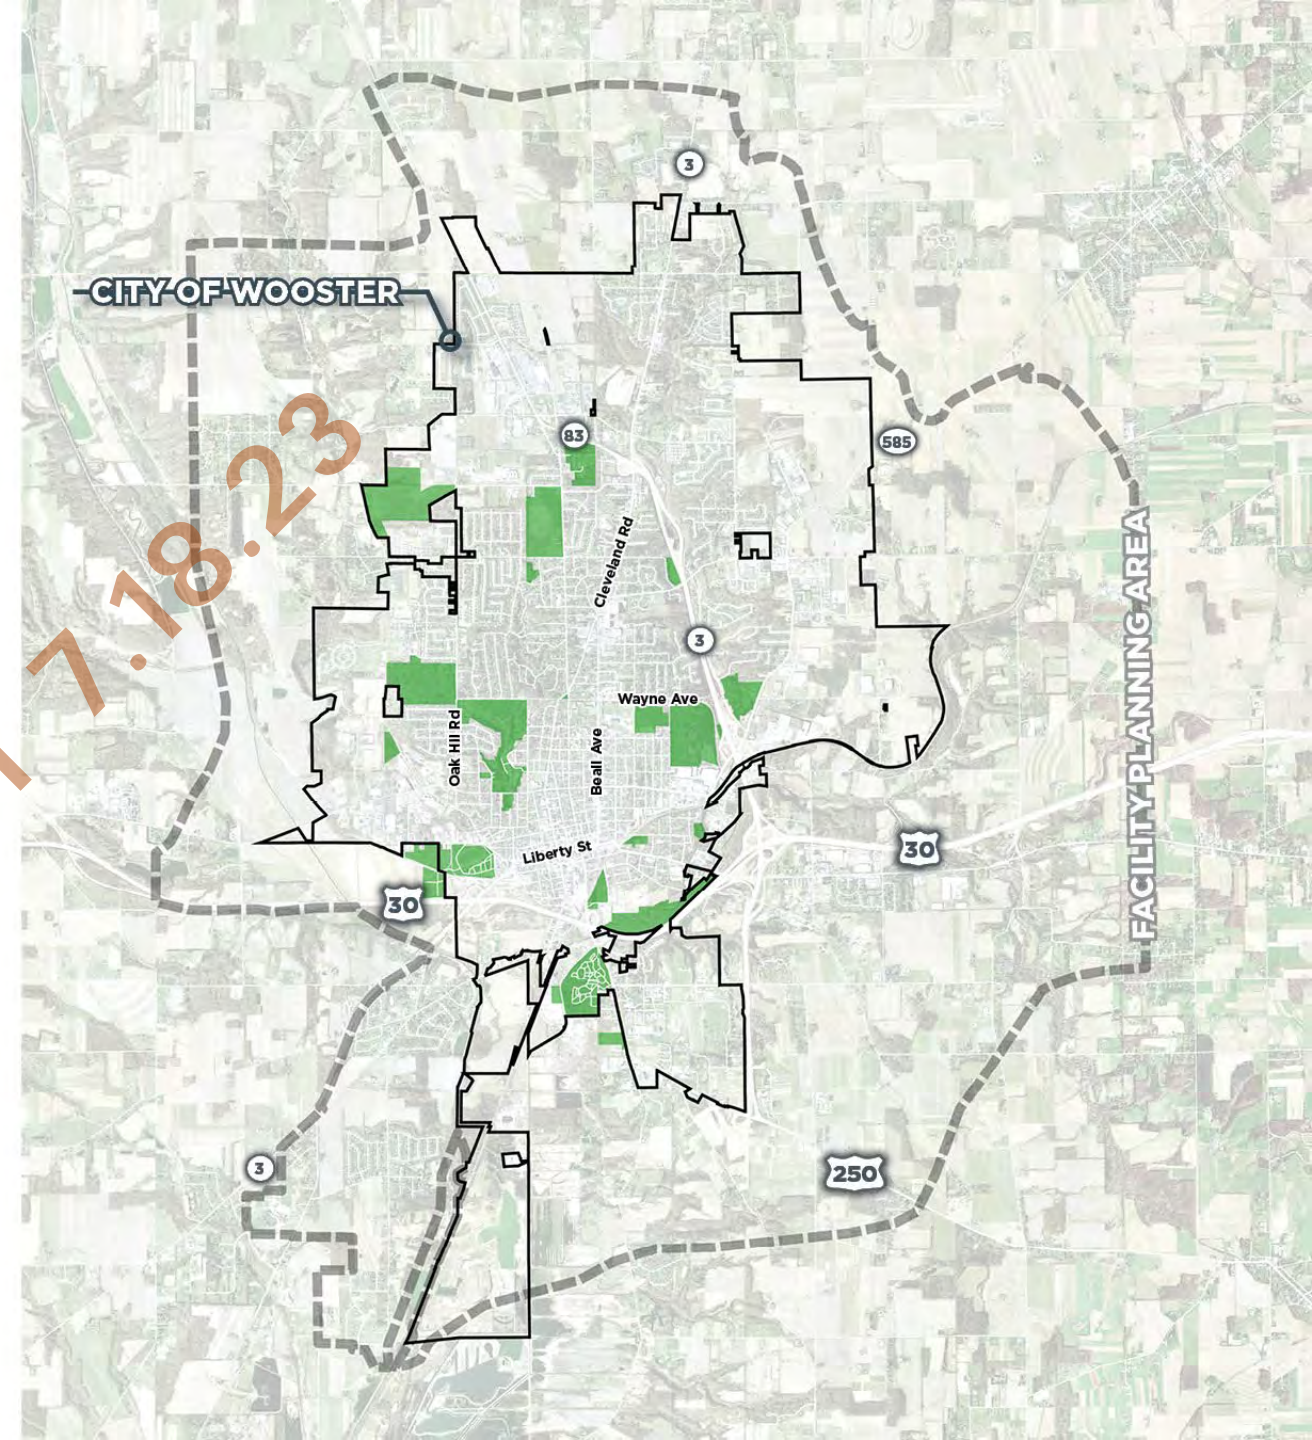 3
CITY OF WOOSTER
7.18.23
83
585
Cleveland Rd
3
Wayne Ave
Oak Hil Rd
Beall Ave
FACILITY PLANNING AREA
Liberty St
30
30
3
250